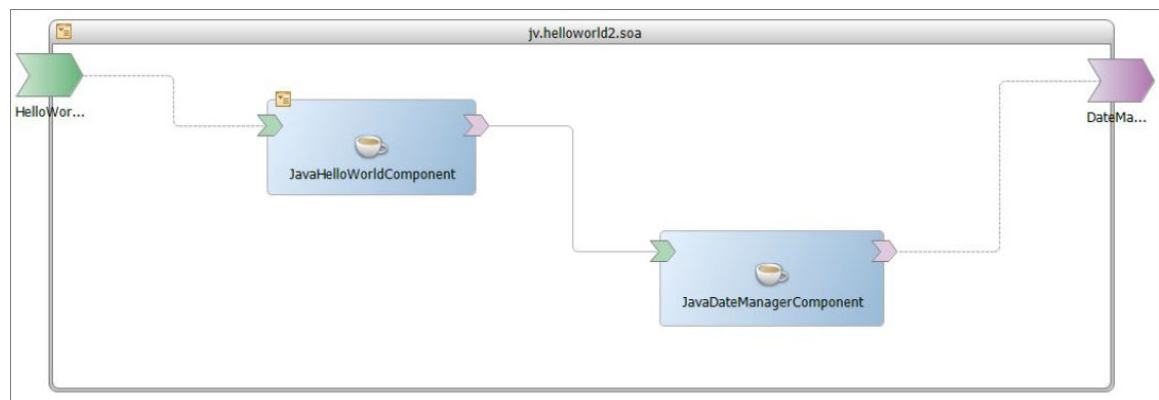 jv.helloworld2.soa
HelloWor...
DateMa...
JavaHelloWorldComponent
JavaDateManagerComponent